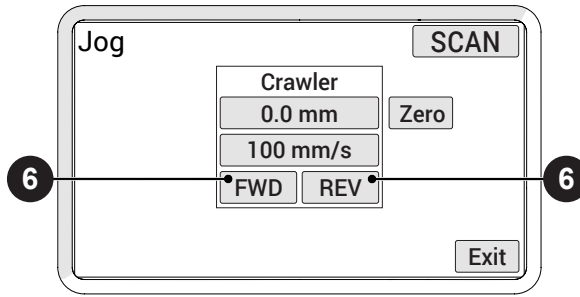 Jog
SCAN
Crawler
0.0 mm
Zero
100 mm/s
6
FWD
REV
6
Exit